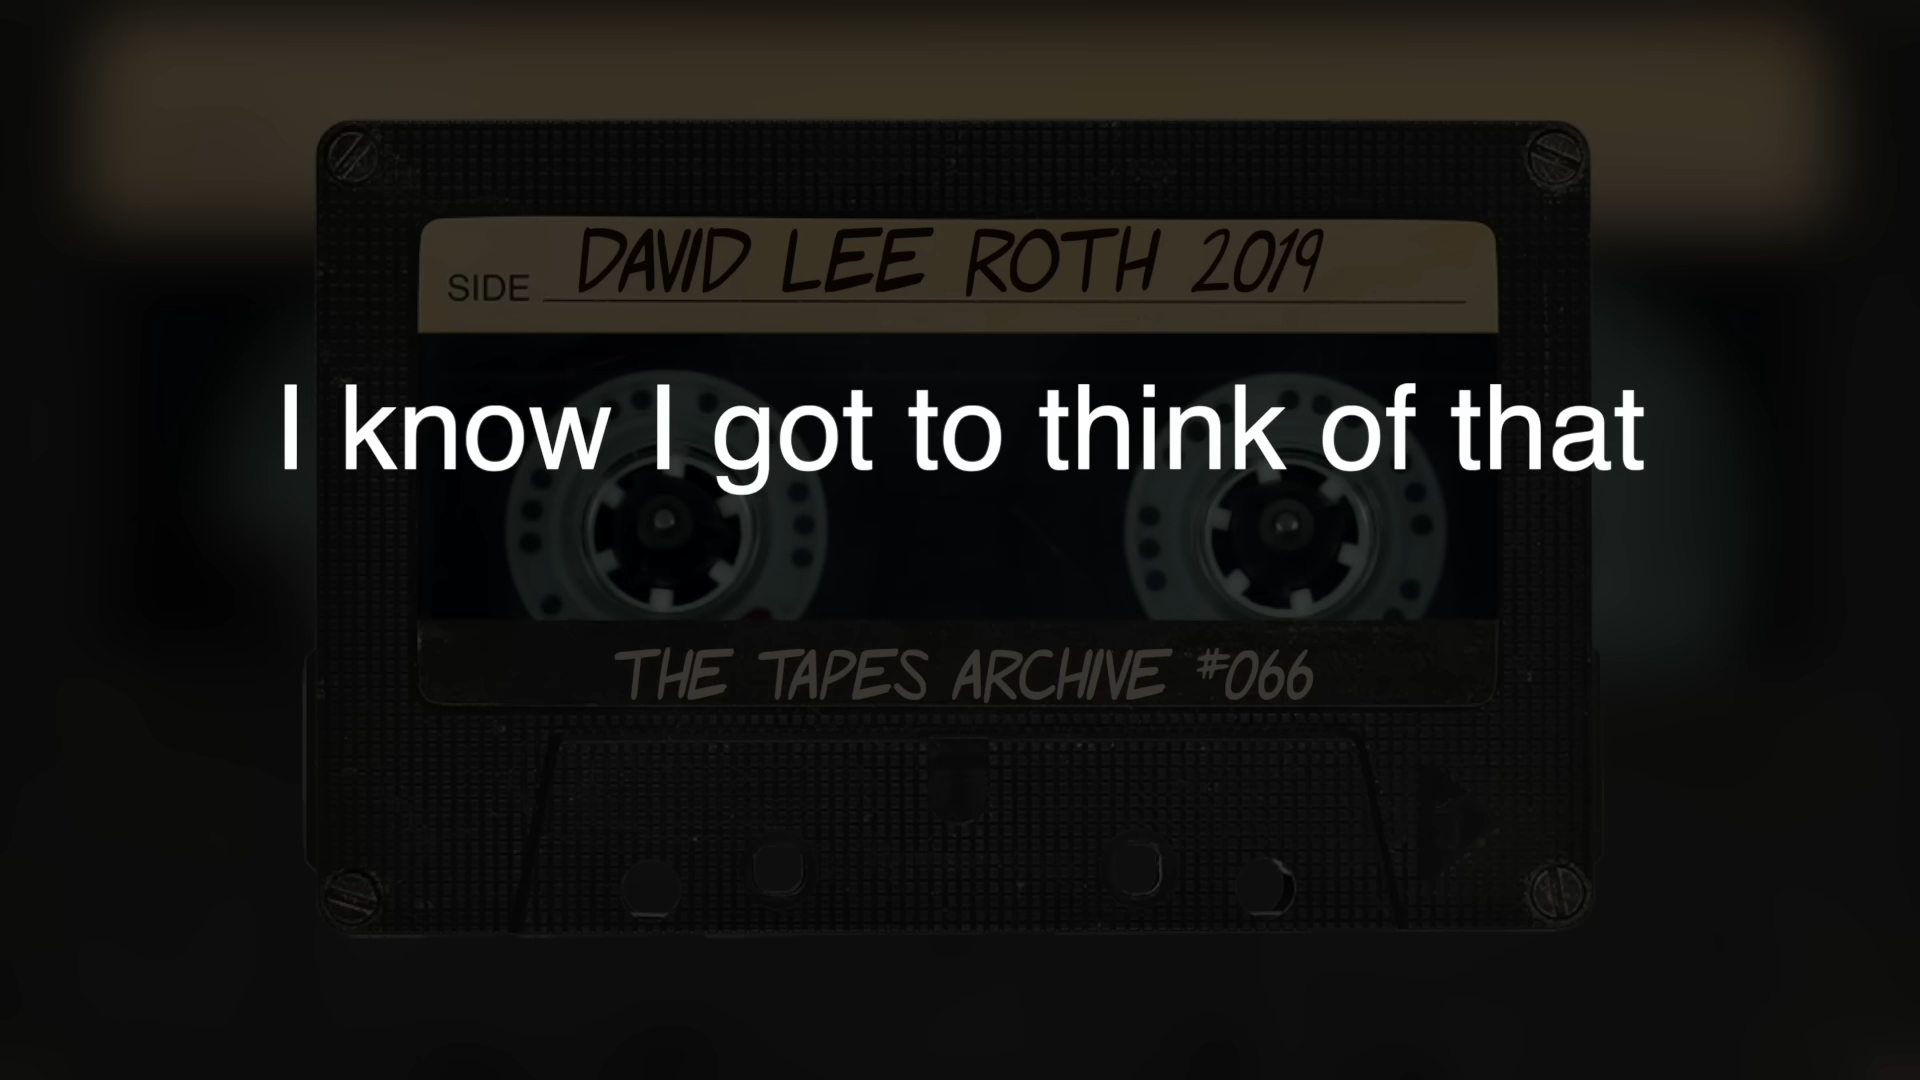 DAVID LEE ROTH 2019
SIDE
I know I got to think of that
THE TAPES ARCHIVE #066